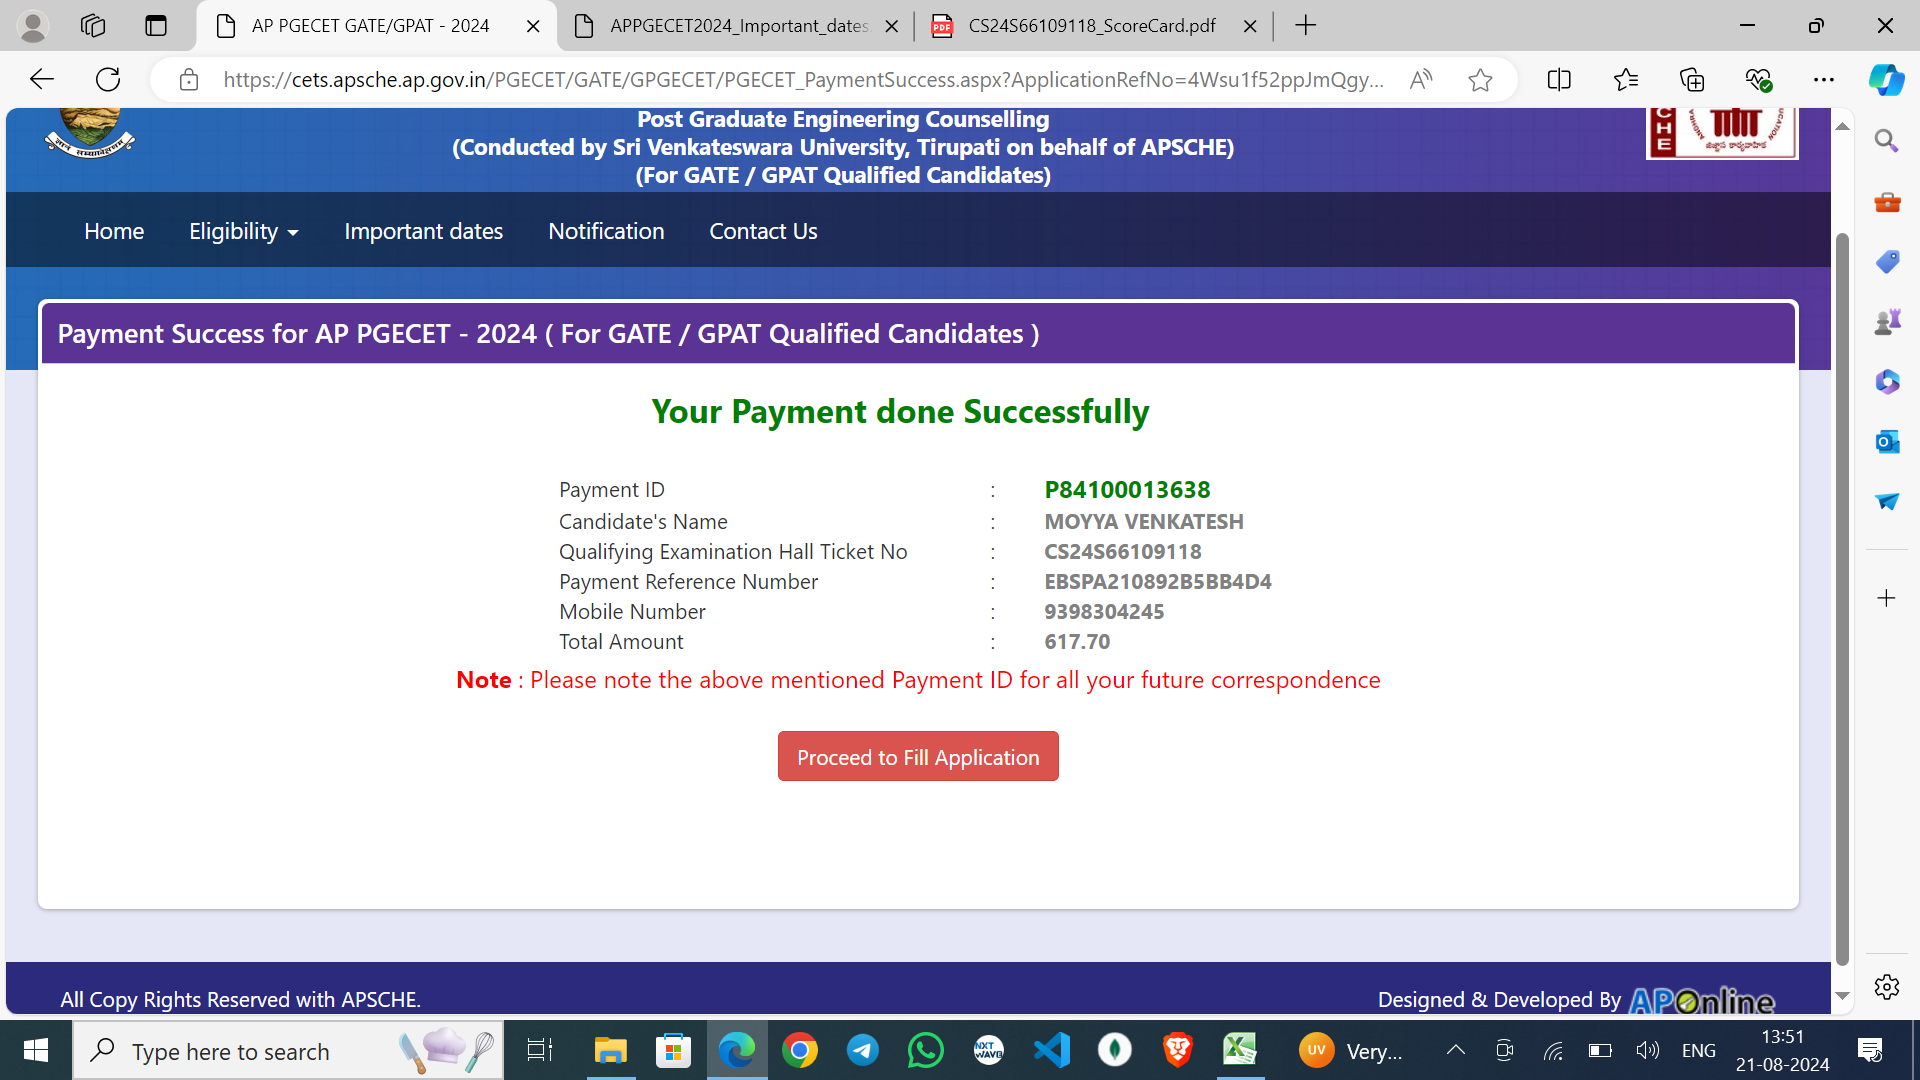 AP PGECET GATE/GPAT - 2024
APPGECET2024_Important_dates.
CS24S66109118_ScoreCard.pdf
https://cets.apsche.ap.gov.in/PGECET/GATE/GPGECET/PGECET_PaymentSuccess.aspx?ApplicationRefNo=4Wsu1f52ppJmQgy...
Post Graduate Engineering Counselling
(Conducted by Sri Venkateswara University, Tirupati on behalf of APSCHE)
(For GATE / GPAT Qualified Candidates)
Home Eligibility Important dates Notification Contact Us
Payment Success for AP PGECET - 2024 ( For GATE / GPAT Qualified Candidates )
Your Payment done Successfully
Payment ID : P84100013638
Candidate's Name : MOYYA VENKATESH
Qualifying Examination Hall Ticket No : CS24S66109118
Payment Reference Number : EBSPA210892B5BB4D4
Mobile Number : 9398304245
Total Amount : 617.70
Note : Please note the above mentioned Payment ID for all your future correspondence
Proceed to Fill Application
All Copy Rights Reserved with APSCHE.
Designed & Developed By APOnline
Type here to search
NXT WAVE
UV Very...
ENG
13:51
21-08-2024